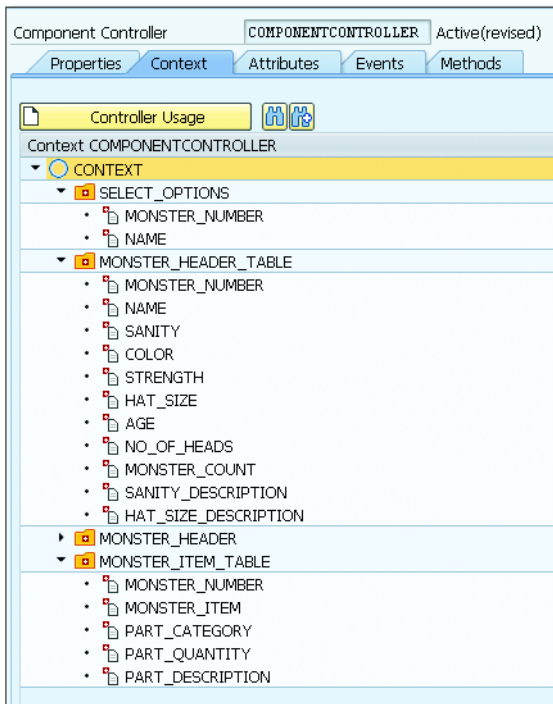 Component Controller COMPONENTCONTROLLER Active(revised)
Properties Context Attributes Events Methods
Controller Usage
Context COMPONENTCONTROLLER
CONTEXT
SELECT_OPTIONS
MONSTER_NUMBER
NAME
MONSTER_HEADER_TABLE
MONSTER_NUMBER
NAME
SANITY
COLOR
STRENGTH
HAT_SIZE
AGE
NO_OF_HEADS
MONSTER_COUNT
SANITY_DESCRIPTION
HAT_SIZE_DESCRIPTION
MONSTER_HEADER
MONSTER_ITEM_TABLE
MONSTER_NUMBER
MONSTER_ITEM
PART_CATEGORY
PART_QUANTITY
PART_DESCRIPTION